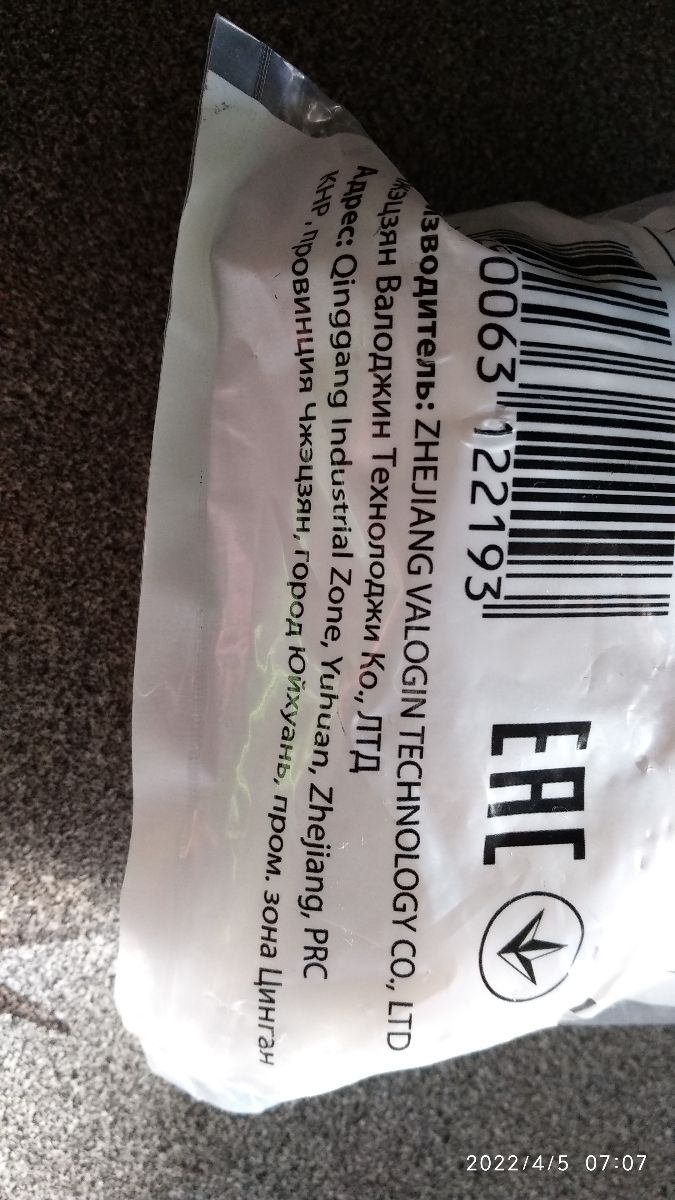 0063 122193
EAC
изводитель: ZHEJIANG VALOGIN TECHNOLOGY CO., LTD
жэцзян Валоджин Технолоджи Ко., ЛТД
Адрес: Qinggang Industrial Zone, Yuhuan, Zhejiang, PRC
КНР, провинция Чжэцзян, город Юйхуань, пром. зона Цинган
2022/4/5 07:07